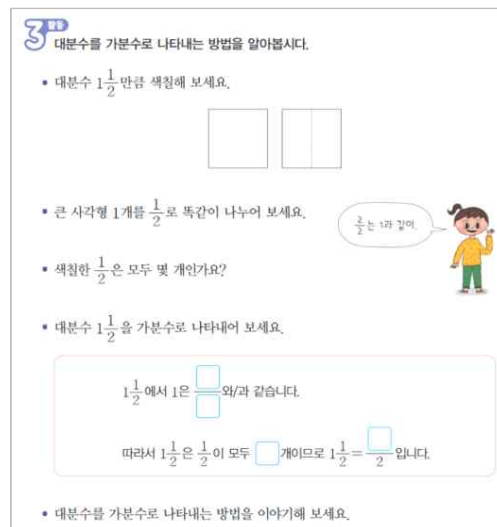 3 활동
대분수를 가분수로 나타내는 방법을 알아봅시다.
• 대분수 1 1/2 만큼 색칠해 보세요.
• 큰 사각형 1개를 1/2 로 똑같이 나누어 보세요.
2/2 는 1과 같아.
• 색칠한 1/2 은 모두 몇 개인가요?
• 대분수 1 1/2 을 가분수로 나타내어 보세요.
1 1/2 에서 1은 □/□ 와/과 같습니다.
따라서 1 1/2 은 1/2 이 모두 □ 개이므로 1 1/2 = □/2 입니다.
• 대분수를 가분수로 나타내는 방법을 이야기해 보세요.